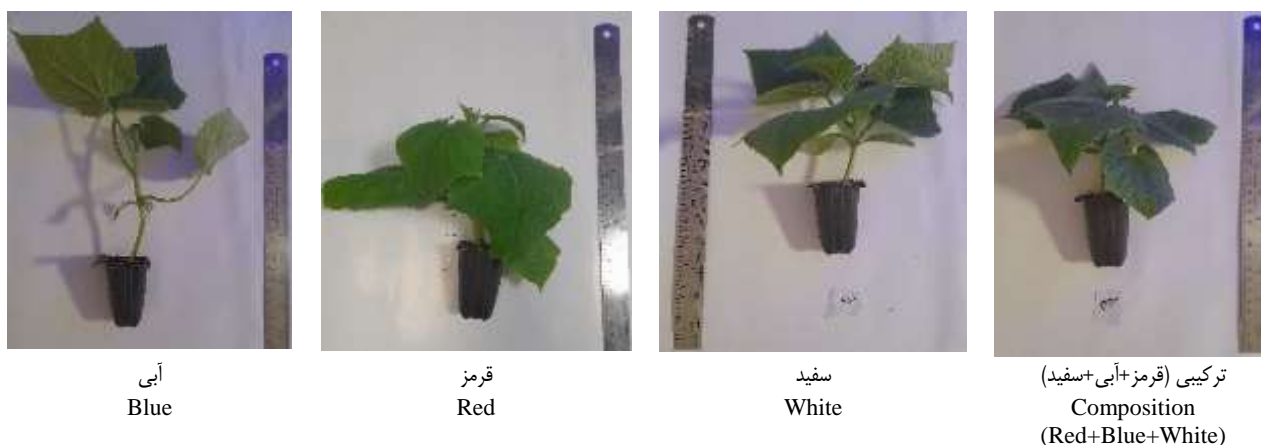 آبی
Blue
قرمز
Red
سفید
White
ترکیبی (قرمز+آبی+سفید)
Composition
(Red+Blue+White)